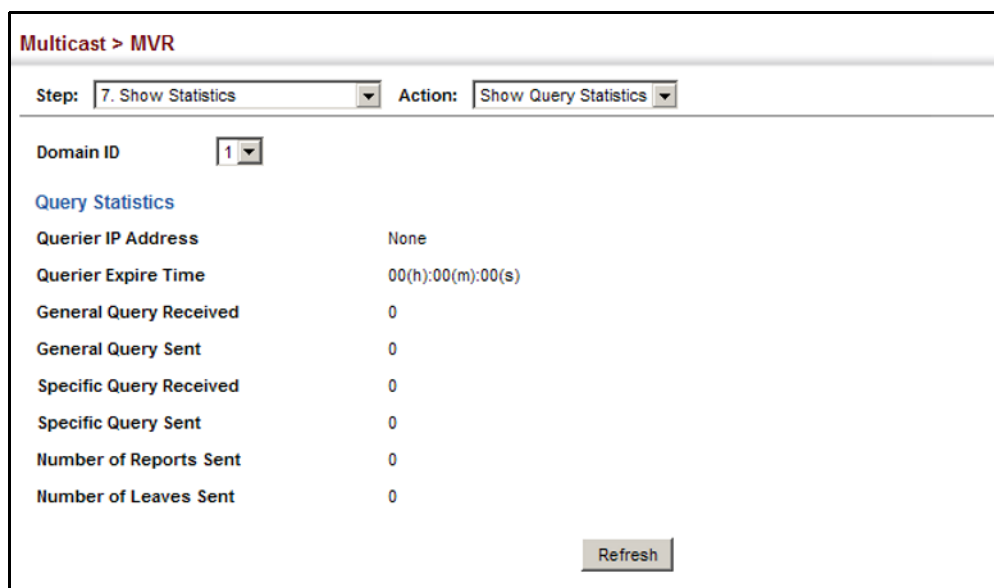 Multicast > MVR
Step: 7. Show Statistics Action: Show Query Statistics
Domain ID 1
Query Statistics
Querier IP Address None
Querier Expire Time 00(h):00(m):00(s)
General Query Received 0
General Query Sent 0
Specific Query Received 0
Specific Query Sent 0
Number of Reports Sent 0
Number of Leaves Sent 0
Refresh